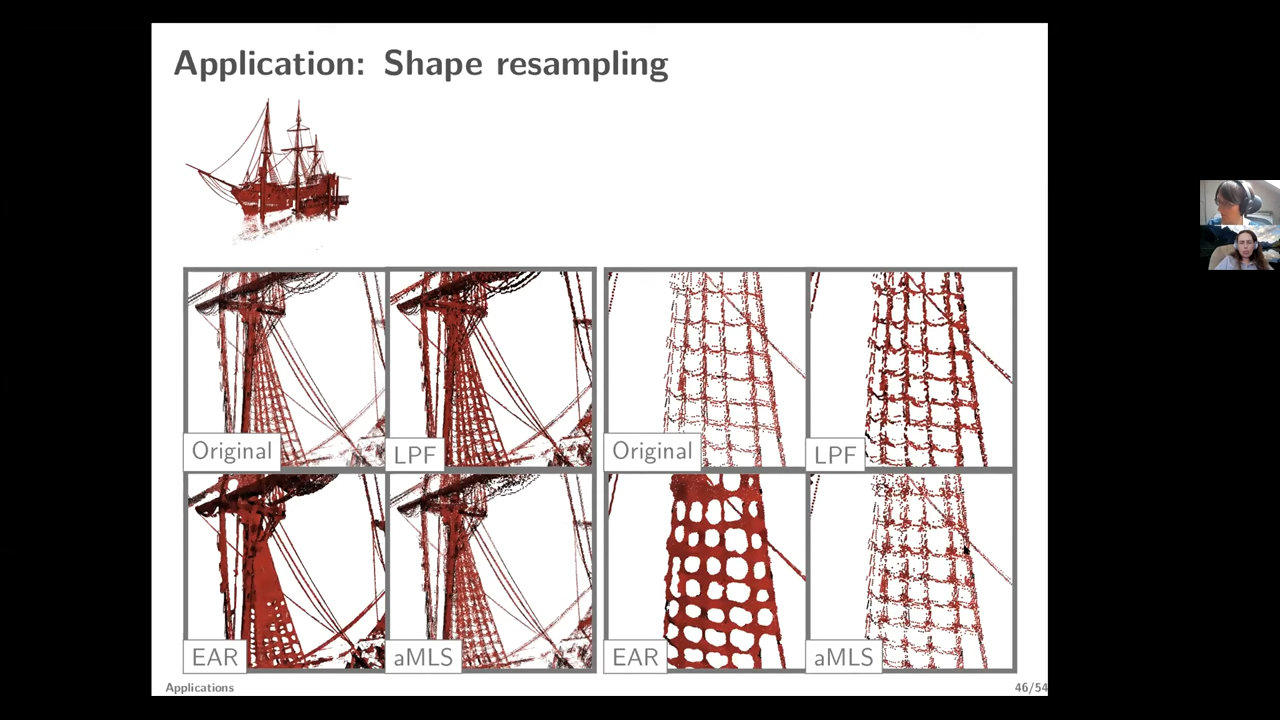 Application: Shape resampling
Original
LPF
Original
LPF
EAR
aMLS
EAR
aMLS
Applications
46/54